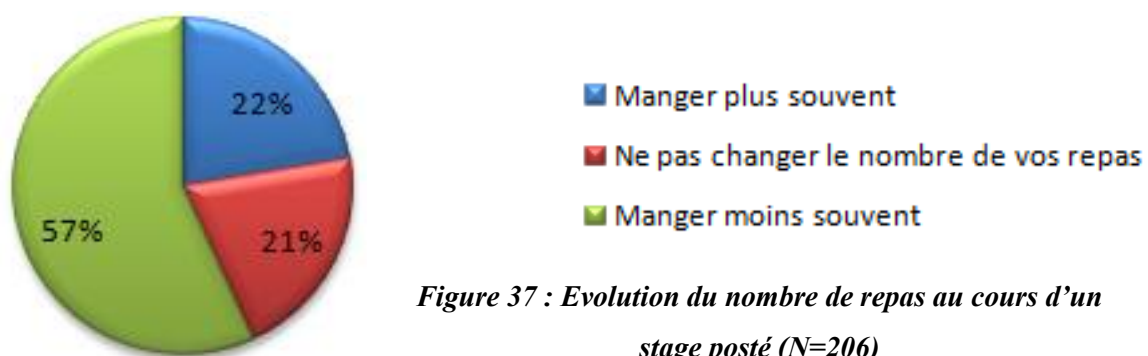 22%
57%
21%
Manger plus souvent
Ne pas changer le nombre de vos repas
Manger moins souvent
Figure 37 : Evolution du nombre de repas au cours d’un
stage posté (N=206)